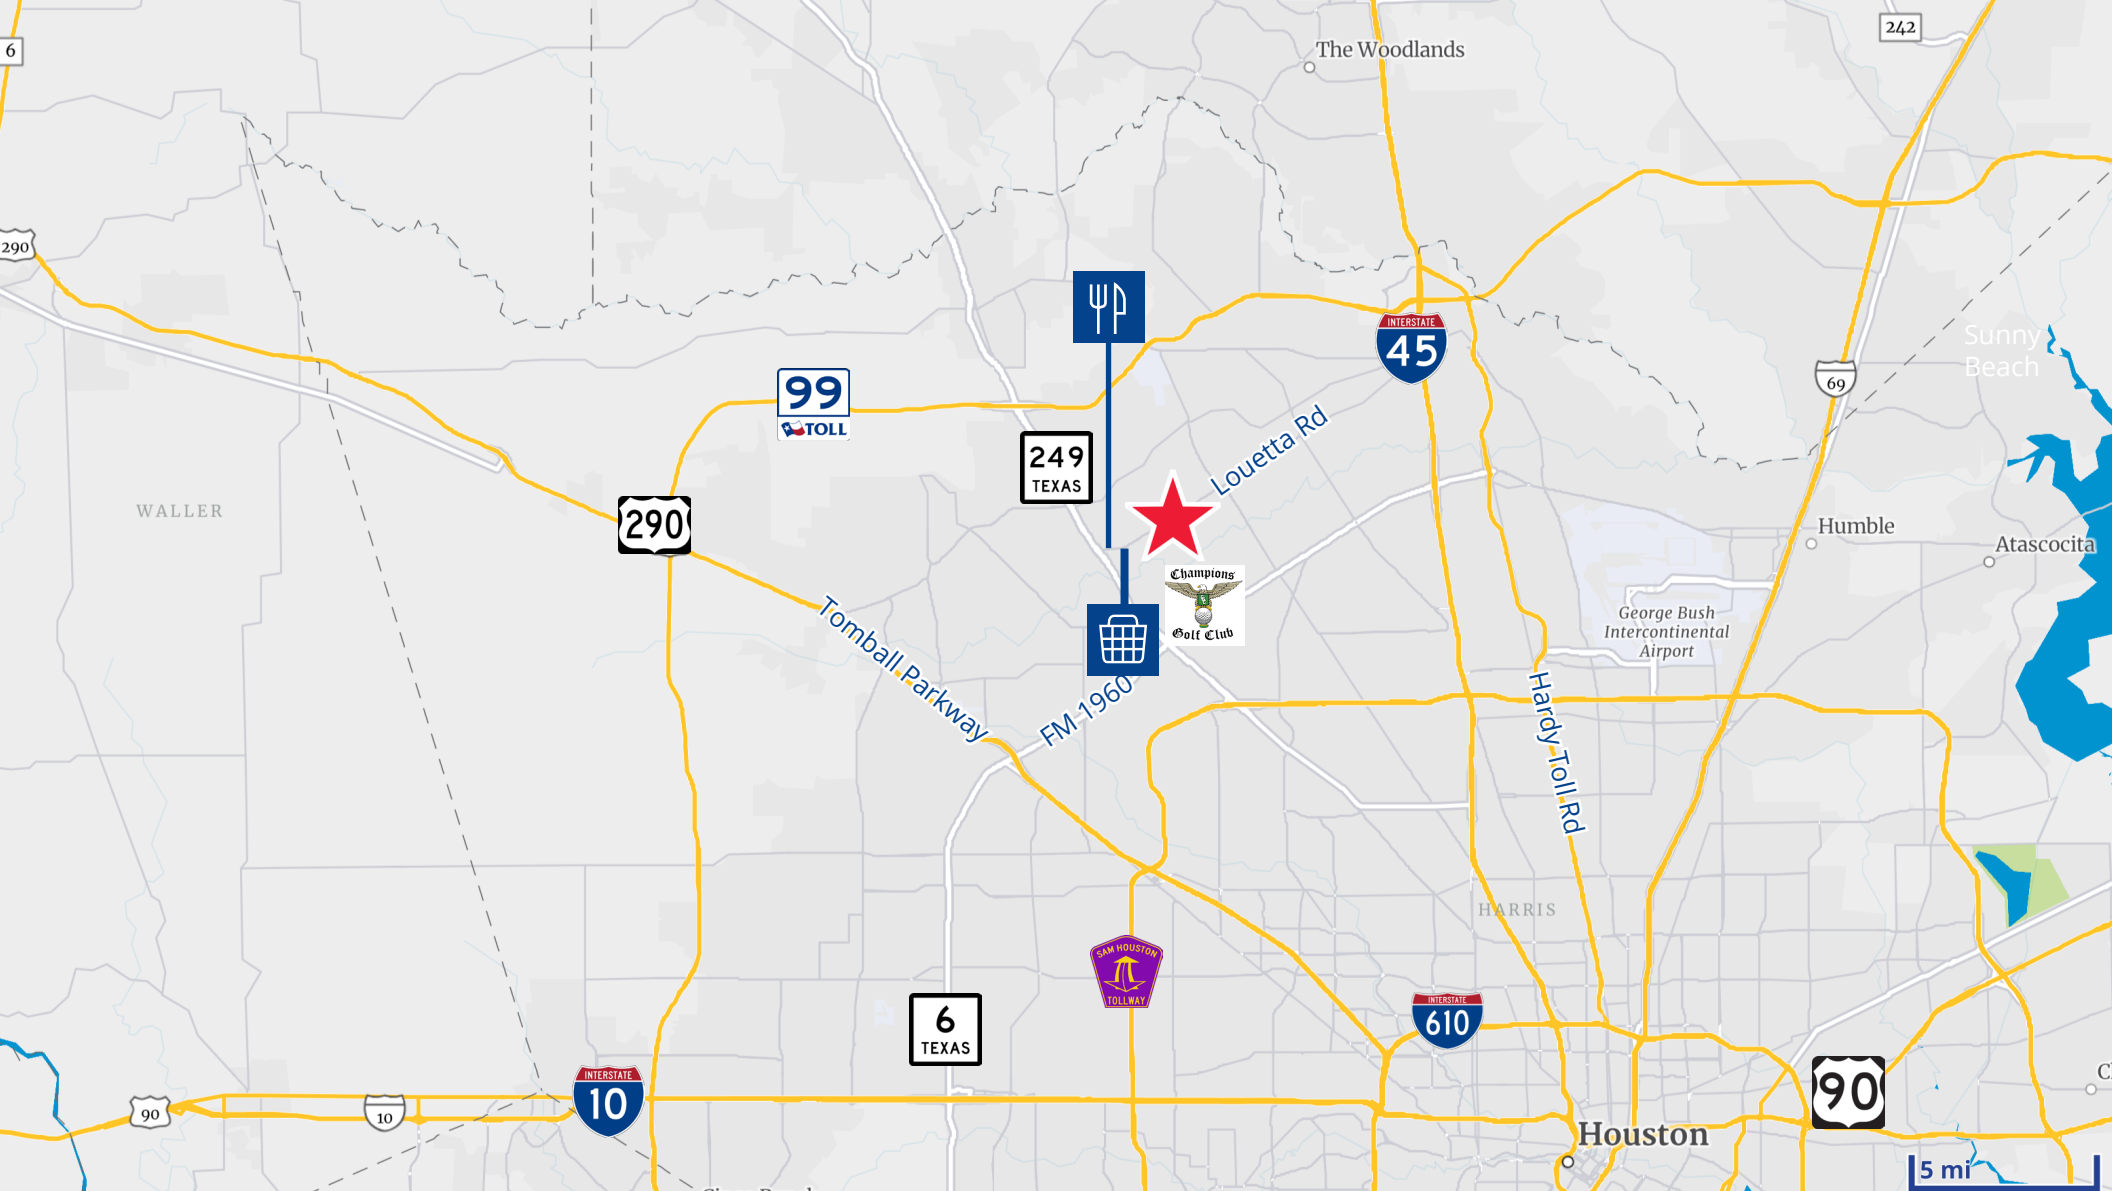 The Woodlands
242
6
290
Sunny
Beach
INTERSTATE
45
69
99
TOLL
249
TEXAS
Louetta Rd
WALLER
290
Humble
Atascocita
Champions
Golf Club
George Bush
Intercontinental
Airport
Tomball Parkway
FM 1960
Hardy Toll Rd
HARRIS
SAM HOUSTON
TOLLWAY
6
TEXAS
INTERSTATE
610
INTERSTATE
10
90
10
90
Houston
5 mi